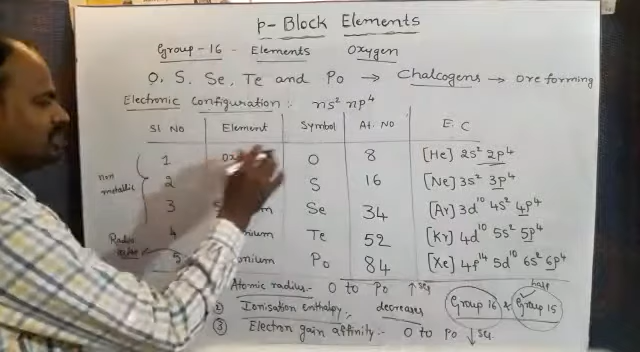 p-Block Elements
Group-16 - Elements Oxygen
O, S, Se, Te and Po → Chalcogens → ore forming
Electronic Configuration: ns² np⁴
Sl. No Element Symbol At. No E.C
1 O 8 [He] 2s² 2p⁴
non metallic
2 S 16 [Ne] 3s² 3p⁴
3 Se 34 [Ar] 3d¹⁰ 4s² 4p⁴
4 Te 52 [Kr] 4d¹⁰ 5s² 5p⁴
5 Po 84 [Xe] 4f¹⁴ 5d¹⁰ 6s² 6p⁴
Atomic radius:- O to Po ↑ses
half
② Ionisation enthalpy:, decreases Group 16 & Group 15
③ Electron gain affinity:- O to Po ↓ses.